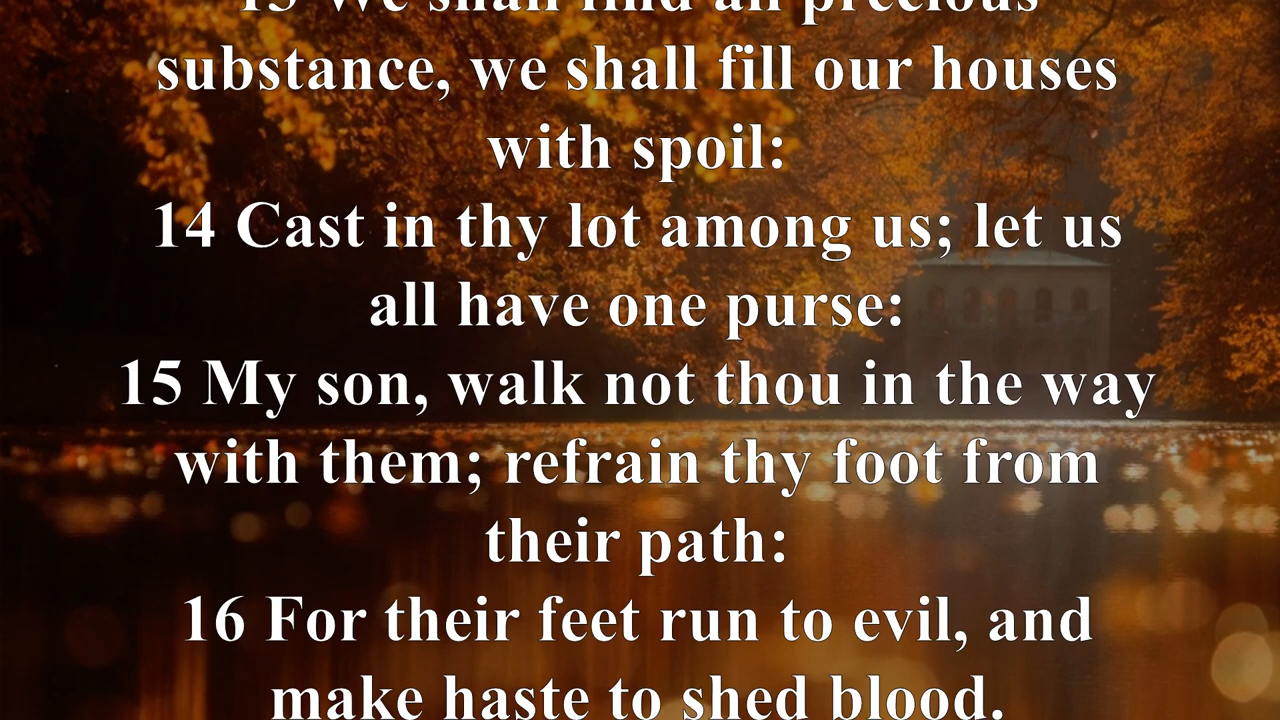 13 We shall find all precious
substance, we shall fill our houses
with spoil:
14 Cast in thy lot among us; let us
all have one purse:
15 My son, walk not thou in the way
with them; refrain thy foot from
their path:
16 For their feet run to evil, and
make haste to shed blood.